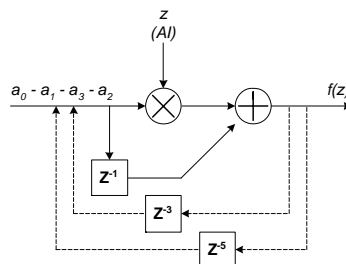 z
(AI)
a₀ - a₁ - a₃ - a₂
f(z)
Z⁻¹
Z⁻³
Z⁻⁵